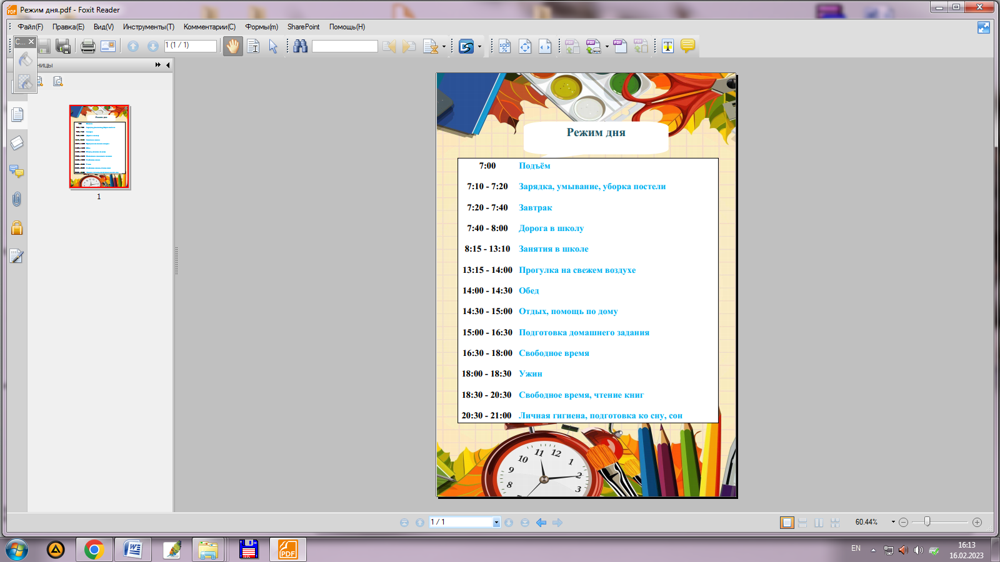 Режим дня.pdf - Foxit Reader
Файл(F) Правка(E) Вид(V) Инструменты(T) Комментарии(C) Формы(m) SharePoint Помощь(H)
С...
1 (1 / 1)
ницы
1
Режим дня
7:00 Подъём
7:10 - 7:20 Зарядка, умывание, уборка постели
7:20 - 7:40 Завтрак
7:40 - 8:00 Дорога в школу
8:15 - 13:10 Занятия в школе
13:15 - 14:00 Прогулка на свежем воздухе
14:00 - 14:30 Обед
14:30 - 15:00 Отдых, помощь по дому
15:00 - 16:30 Подготовка домашнего задания
16:30 - 18:00 Свободное время
18:00 - 18:30 Ужин
18:30 - 20:30 Свободное время, чтение книг
20:30 - 21:00 Личная гигиена, подготовка ко сну, сон
10 11 12 1
9 2
8 3
1 / 1
60.44%
EN
16:13
16.02.2023